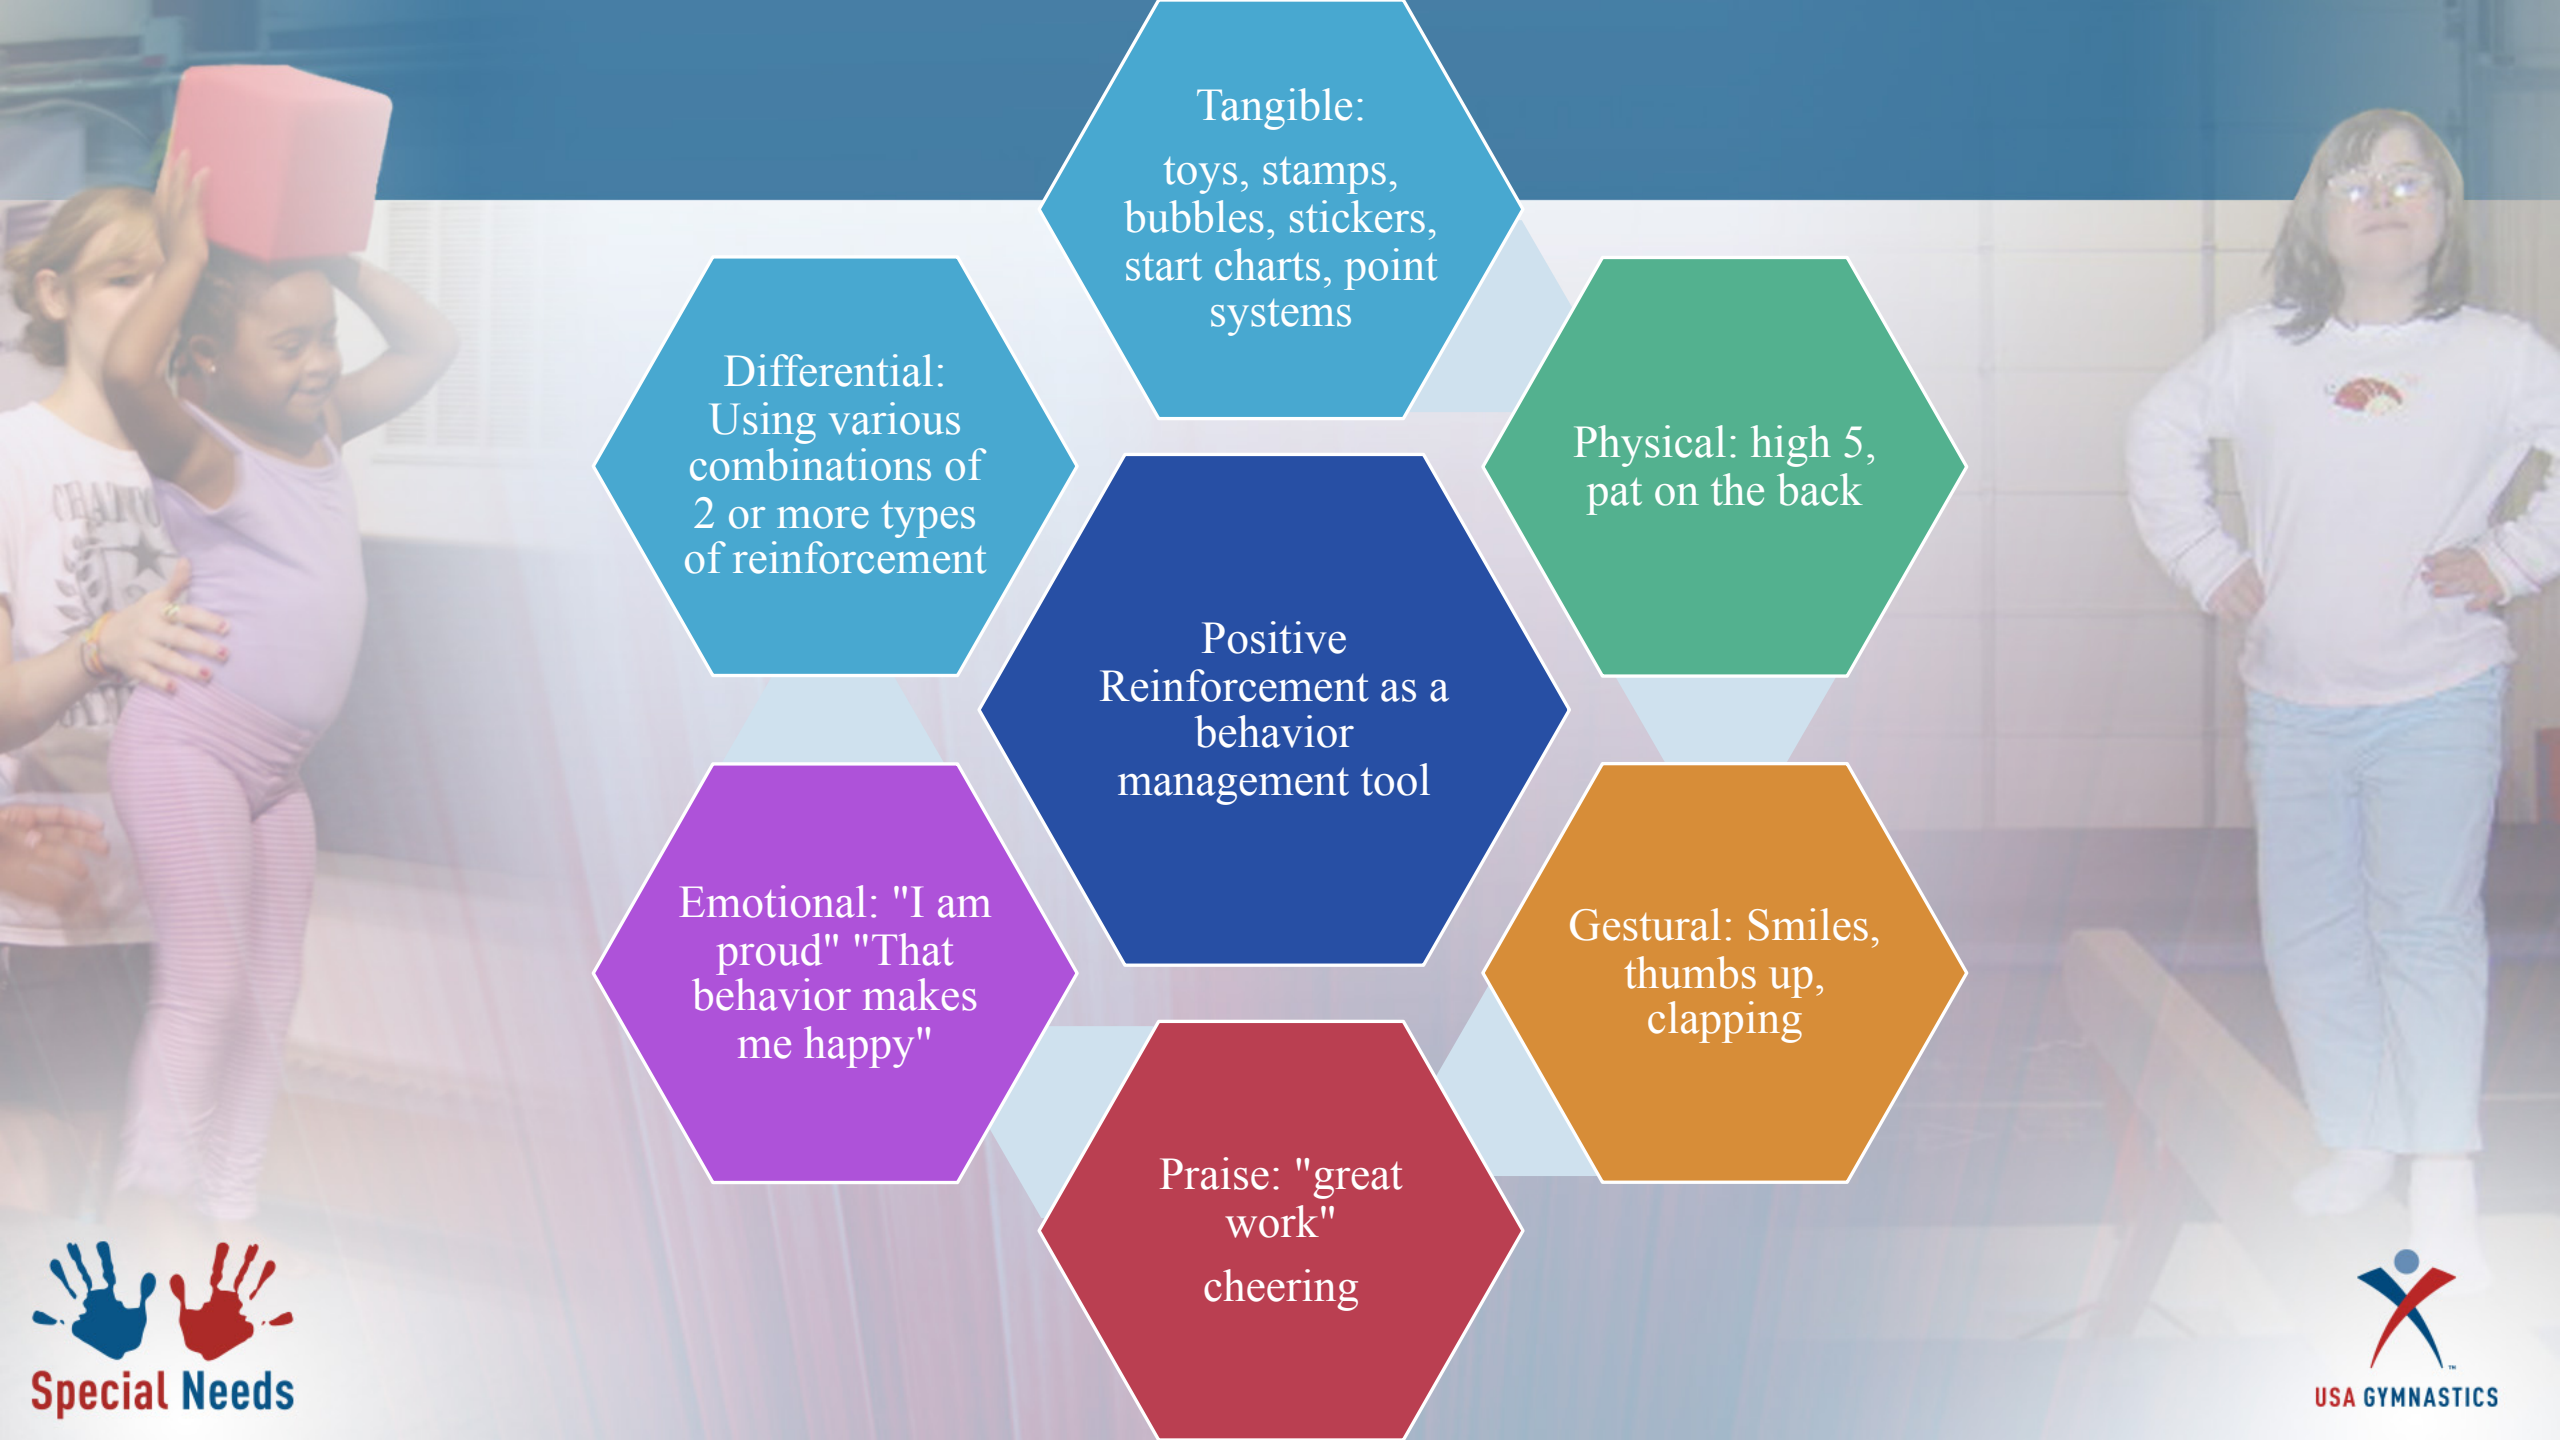 Tangible:
toys, stamps,
bubbles, stickers,
start charts, point
systems
Physical: high 5,
pat on the back
Gestural: Smiles,
thumbs up,
clapping
Praise: "great
work"
cheering
Emotional: "I am
proud" "That
behavior makes
me happy"
Differential:
Using various
combinations of
2 or more types
of reinforcement
Positive
Reinforcement as a
behavior
management tool
Special Needs
USA GYMNASTICS